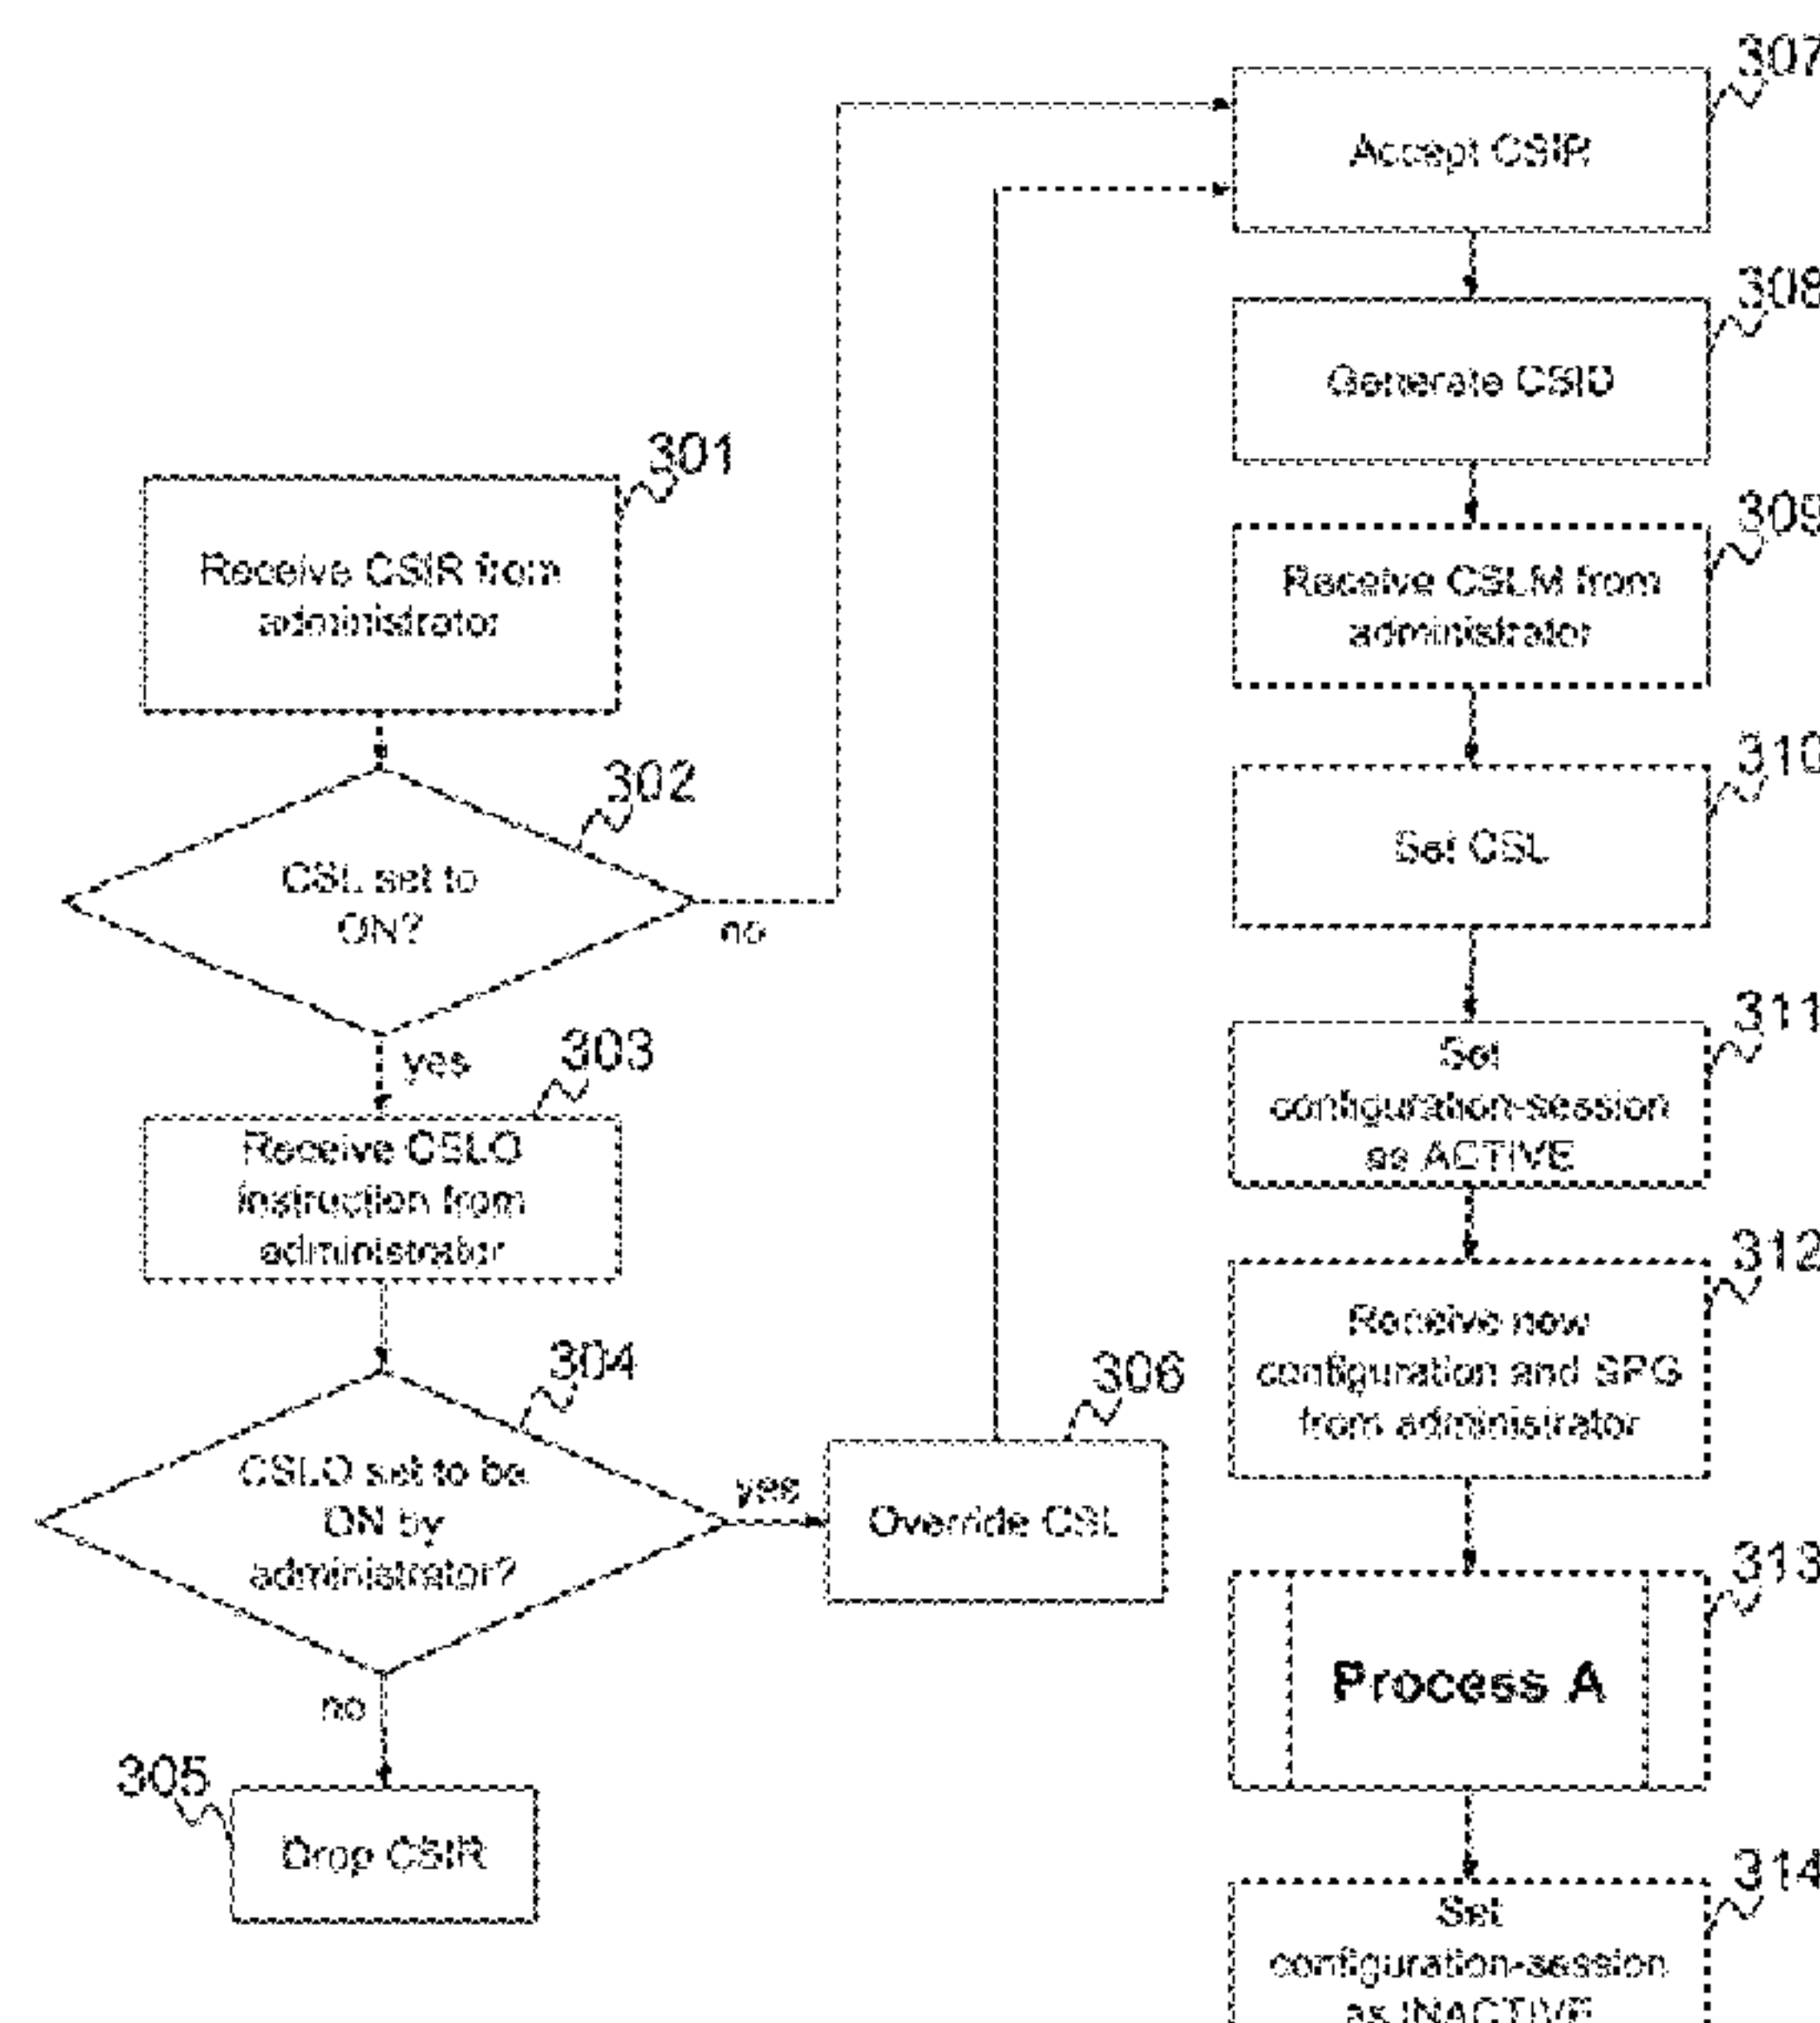 301
Receive CSIR from
administrator
302
CSL set to
ON?
no
yes
303
Receive CSLO
instruction from
administrator
304
CSLO set to be
ON by
administrator?
yes
no
305
Drop CSIR
306
Override CSL
307
Accept CSIR
308
Generate CSID
309
Receive CSLM from
administrator
310
Set CSL
311
Set
configuration-session
as ACTIVE
312
Receive new
configuration and SPG
from administrator
313
Process A
314
Set
configuration-session
as INACTIVE